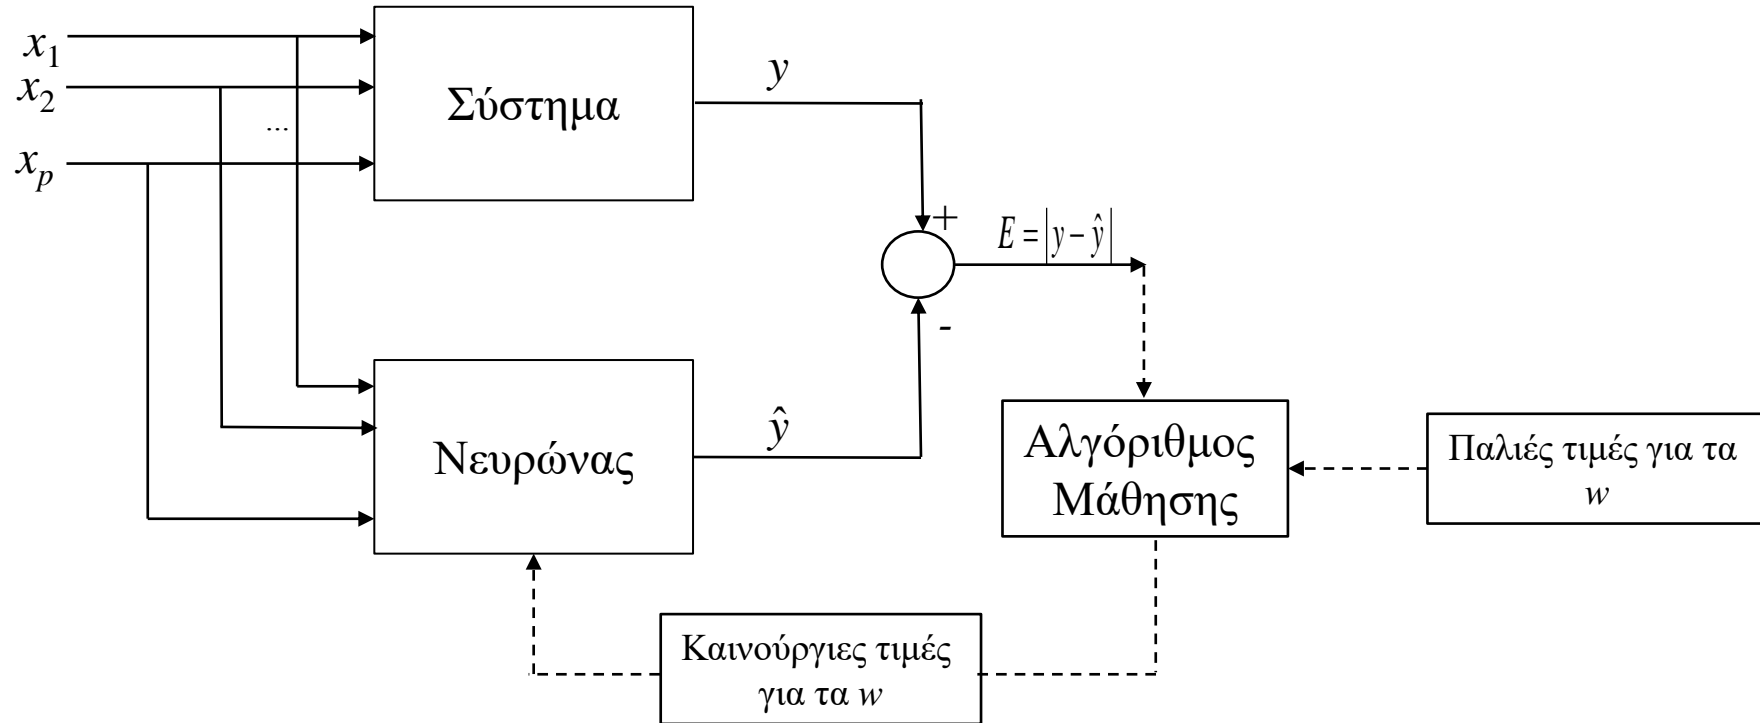 x₁
x₂
...
xₚ
Σύστημα
y
+
E = |y − ŷ|
-
Νευρώνας
ŷ
Αλγόριθμος
Μάθησης
Παλιές τιμές για τα
w
Καινούργιες τιμές
για τα w